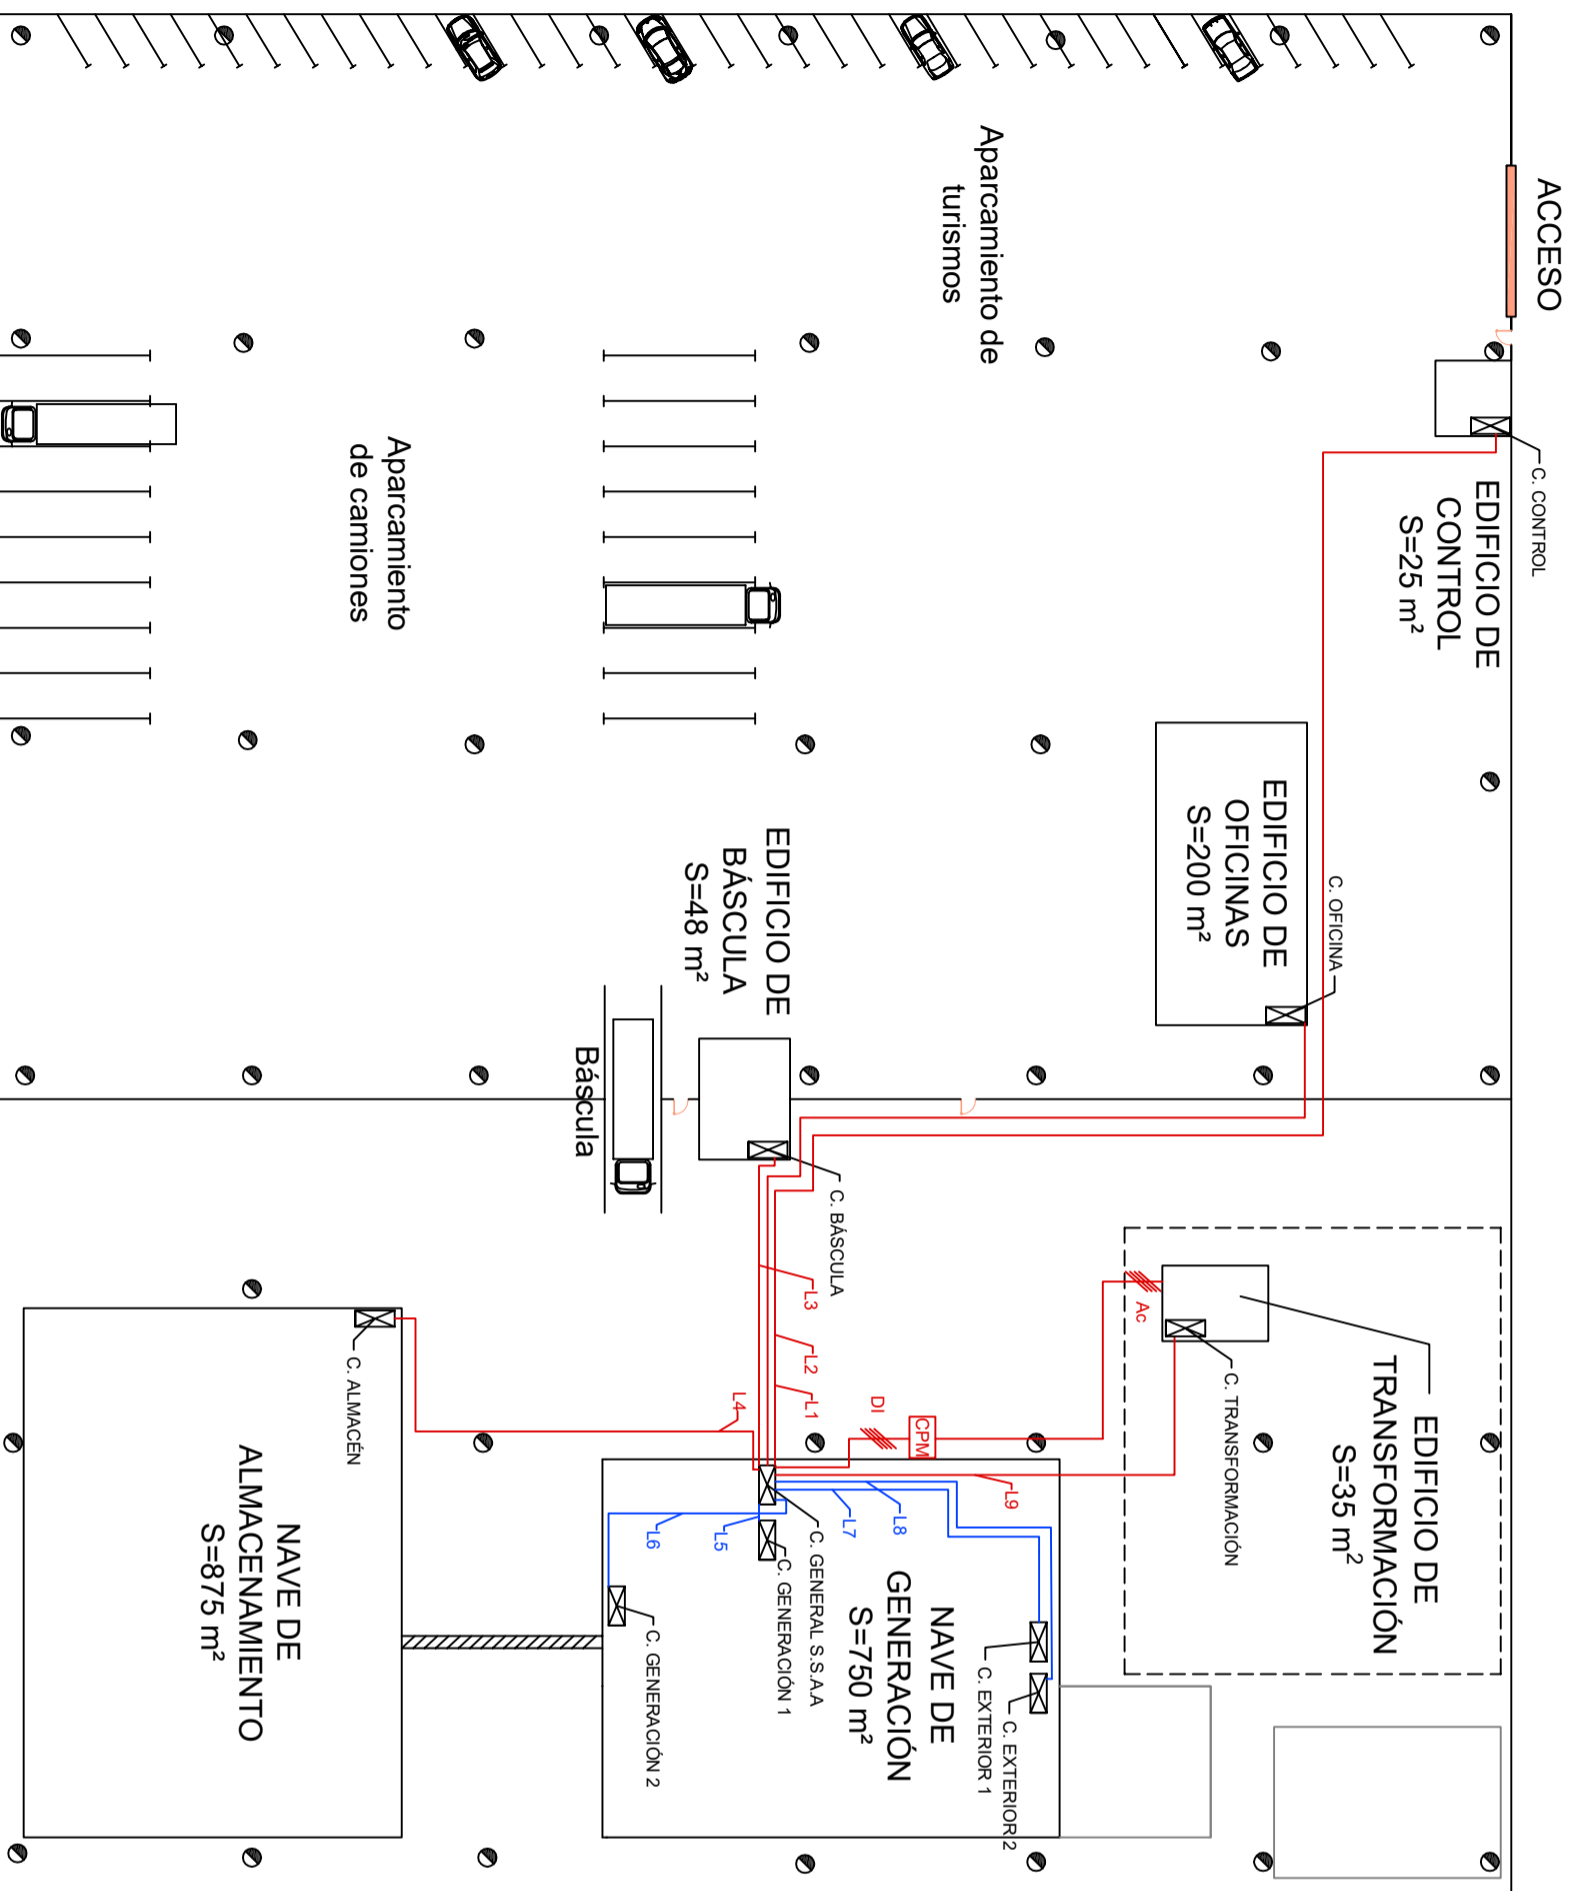 ACCESO
C. CONTROL
EDIFICIO DE
CONTROL
S=25 m²
Aparcamiento de
turismos
Aparcamiento
de camiones
EDIFICIO DE
OFICINAS
S=200 m²
C. OFICINA
EDIFICIO DE
BÁSCULA
S=48 m²
Báscula
C. BÁSCULA
L3
L2
L1
L4
DI
CPM
Ac
L9
C. TRANSFORMACIÓN
EDIFICIO DE
TRANSFORMACIÓN
S=35 m²
L8
L7
L5
L6
C. GENERAL S.S.A.A
C. GENERACIÓN 1
C. GENERACIÓN 2
NAVE DE
GENERACIÓN
S=750 m²
C. EXTERIOR 1
C. EXTERIOR 2
C. ALMACÉN
NAVE DE
ALMACENAMIENTO
S=875 m²